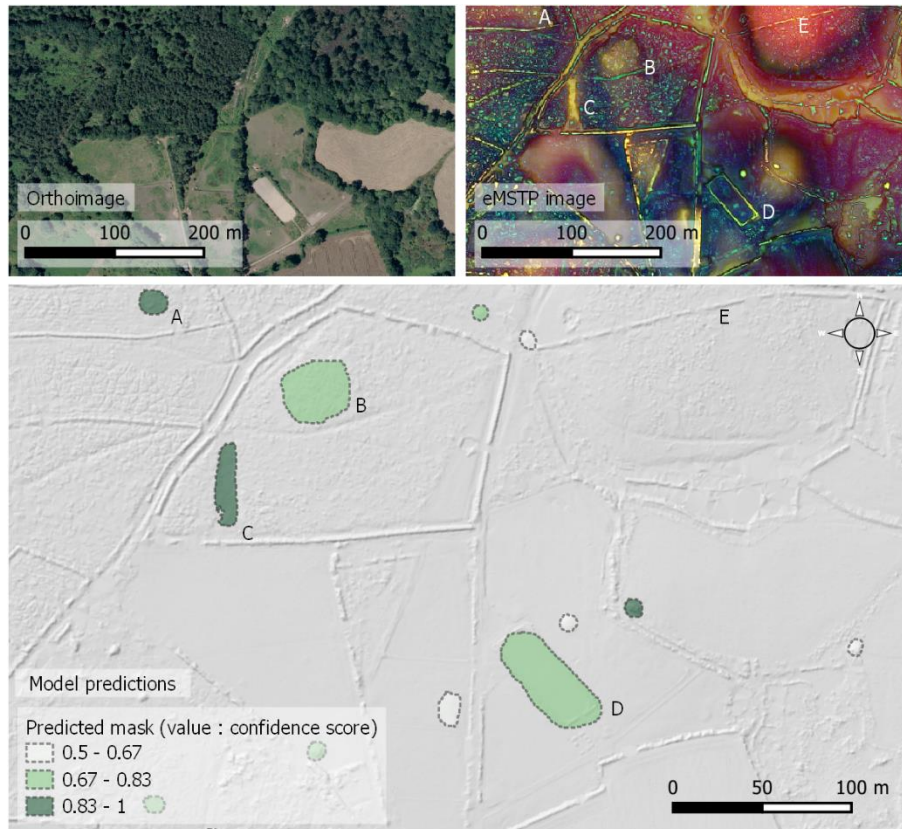 A
E
B
C
D
Orthoimage
0 100 200 m
eMSTP image
0 100 200 m
A
E
B
C
D
Model predictions
Predicted mask (value : confidence score)
0.5 - 0.67
0.67 - 0.83
0.83 - 1
0 50 100 m